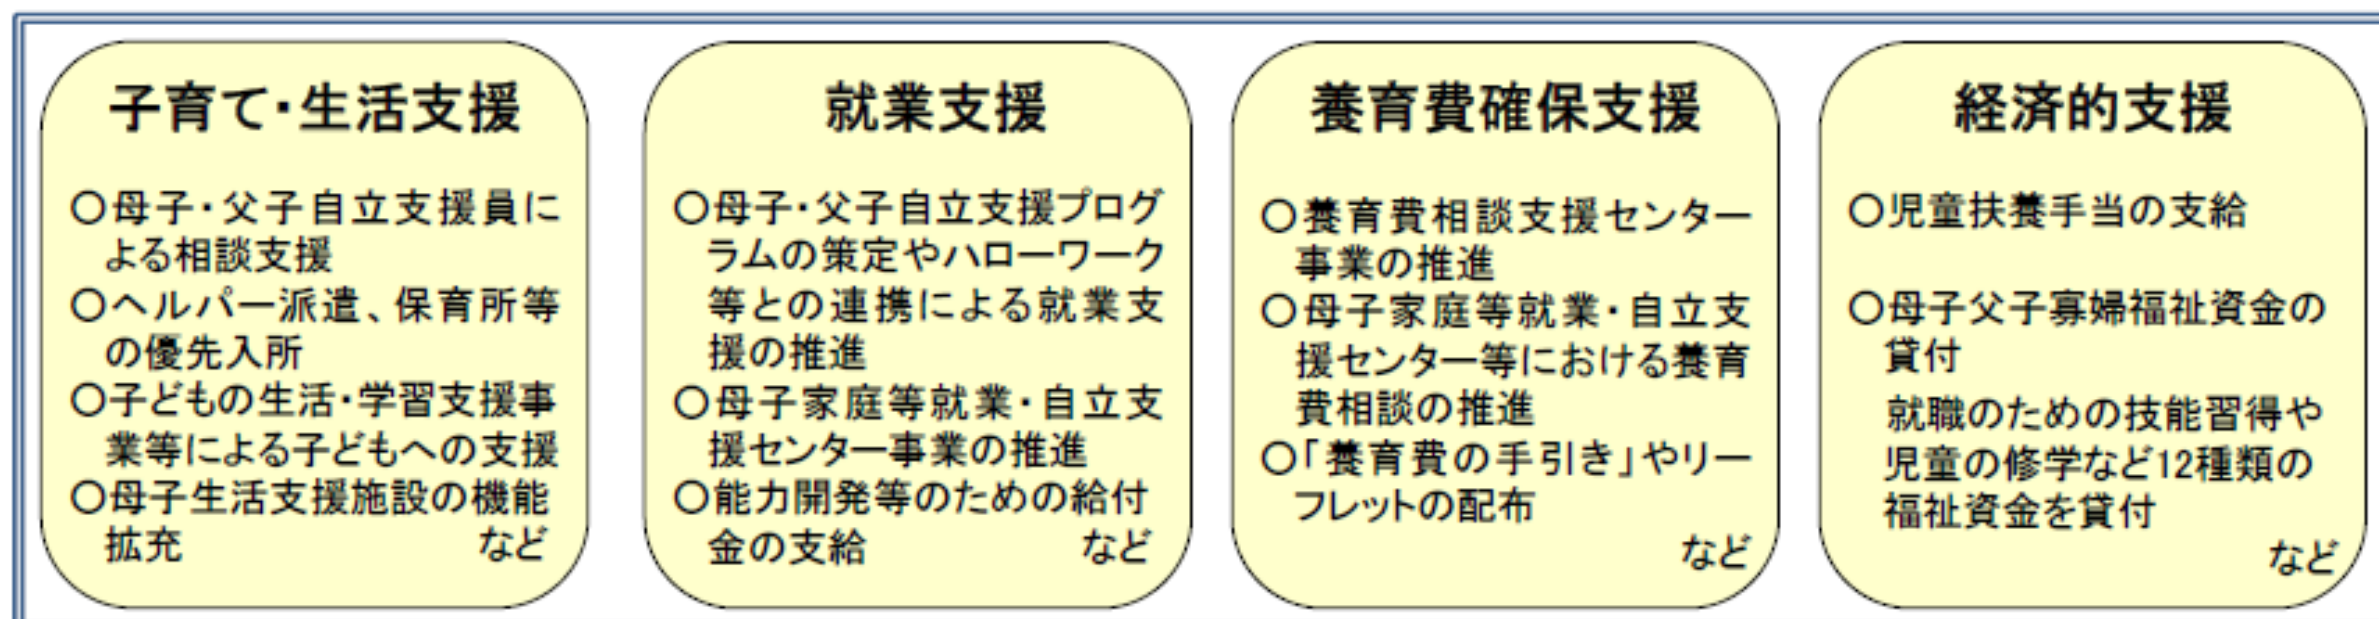 子育て・生活支援
〇母子・父子自立支援員に
よる相談支援
〇ヘルパー派遣、保育所等
の優先入所
〇子どもの生活・学習支援事
業等による子どもへの支援
〇母子生活支援施設の機能
拡充 など
就業支援
〇母子・父子自立支援プログ
ラムの策定やハローワーク
等との連携による就業支
援の推進
〇母子家庭等就業・自立支
援センター事業の推進
〇能力開発等のための給付
金の支給 など
養育費確保支援
〇養育費相談支援センター
事業の推進
〇母子家庭等就業・自立支
援センター等における養育
費相談の推進
〇「養育費の手引き」やリー
フレットの配布
など
経済的支援
〇児童扶養手当の支給
〇母子父子寡婦福祉資金の
貸付
就職のための技能習得や
児童の修学など12種類の
福祉資金を貸付
など